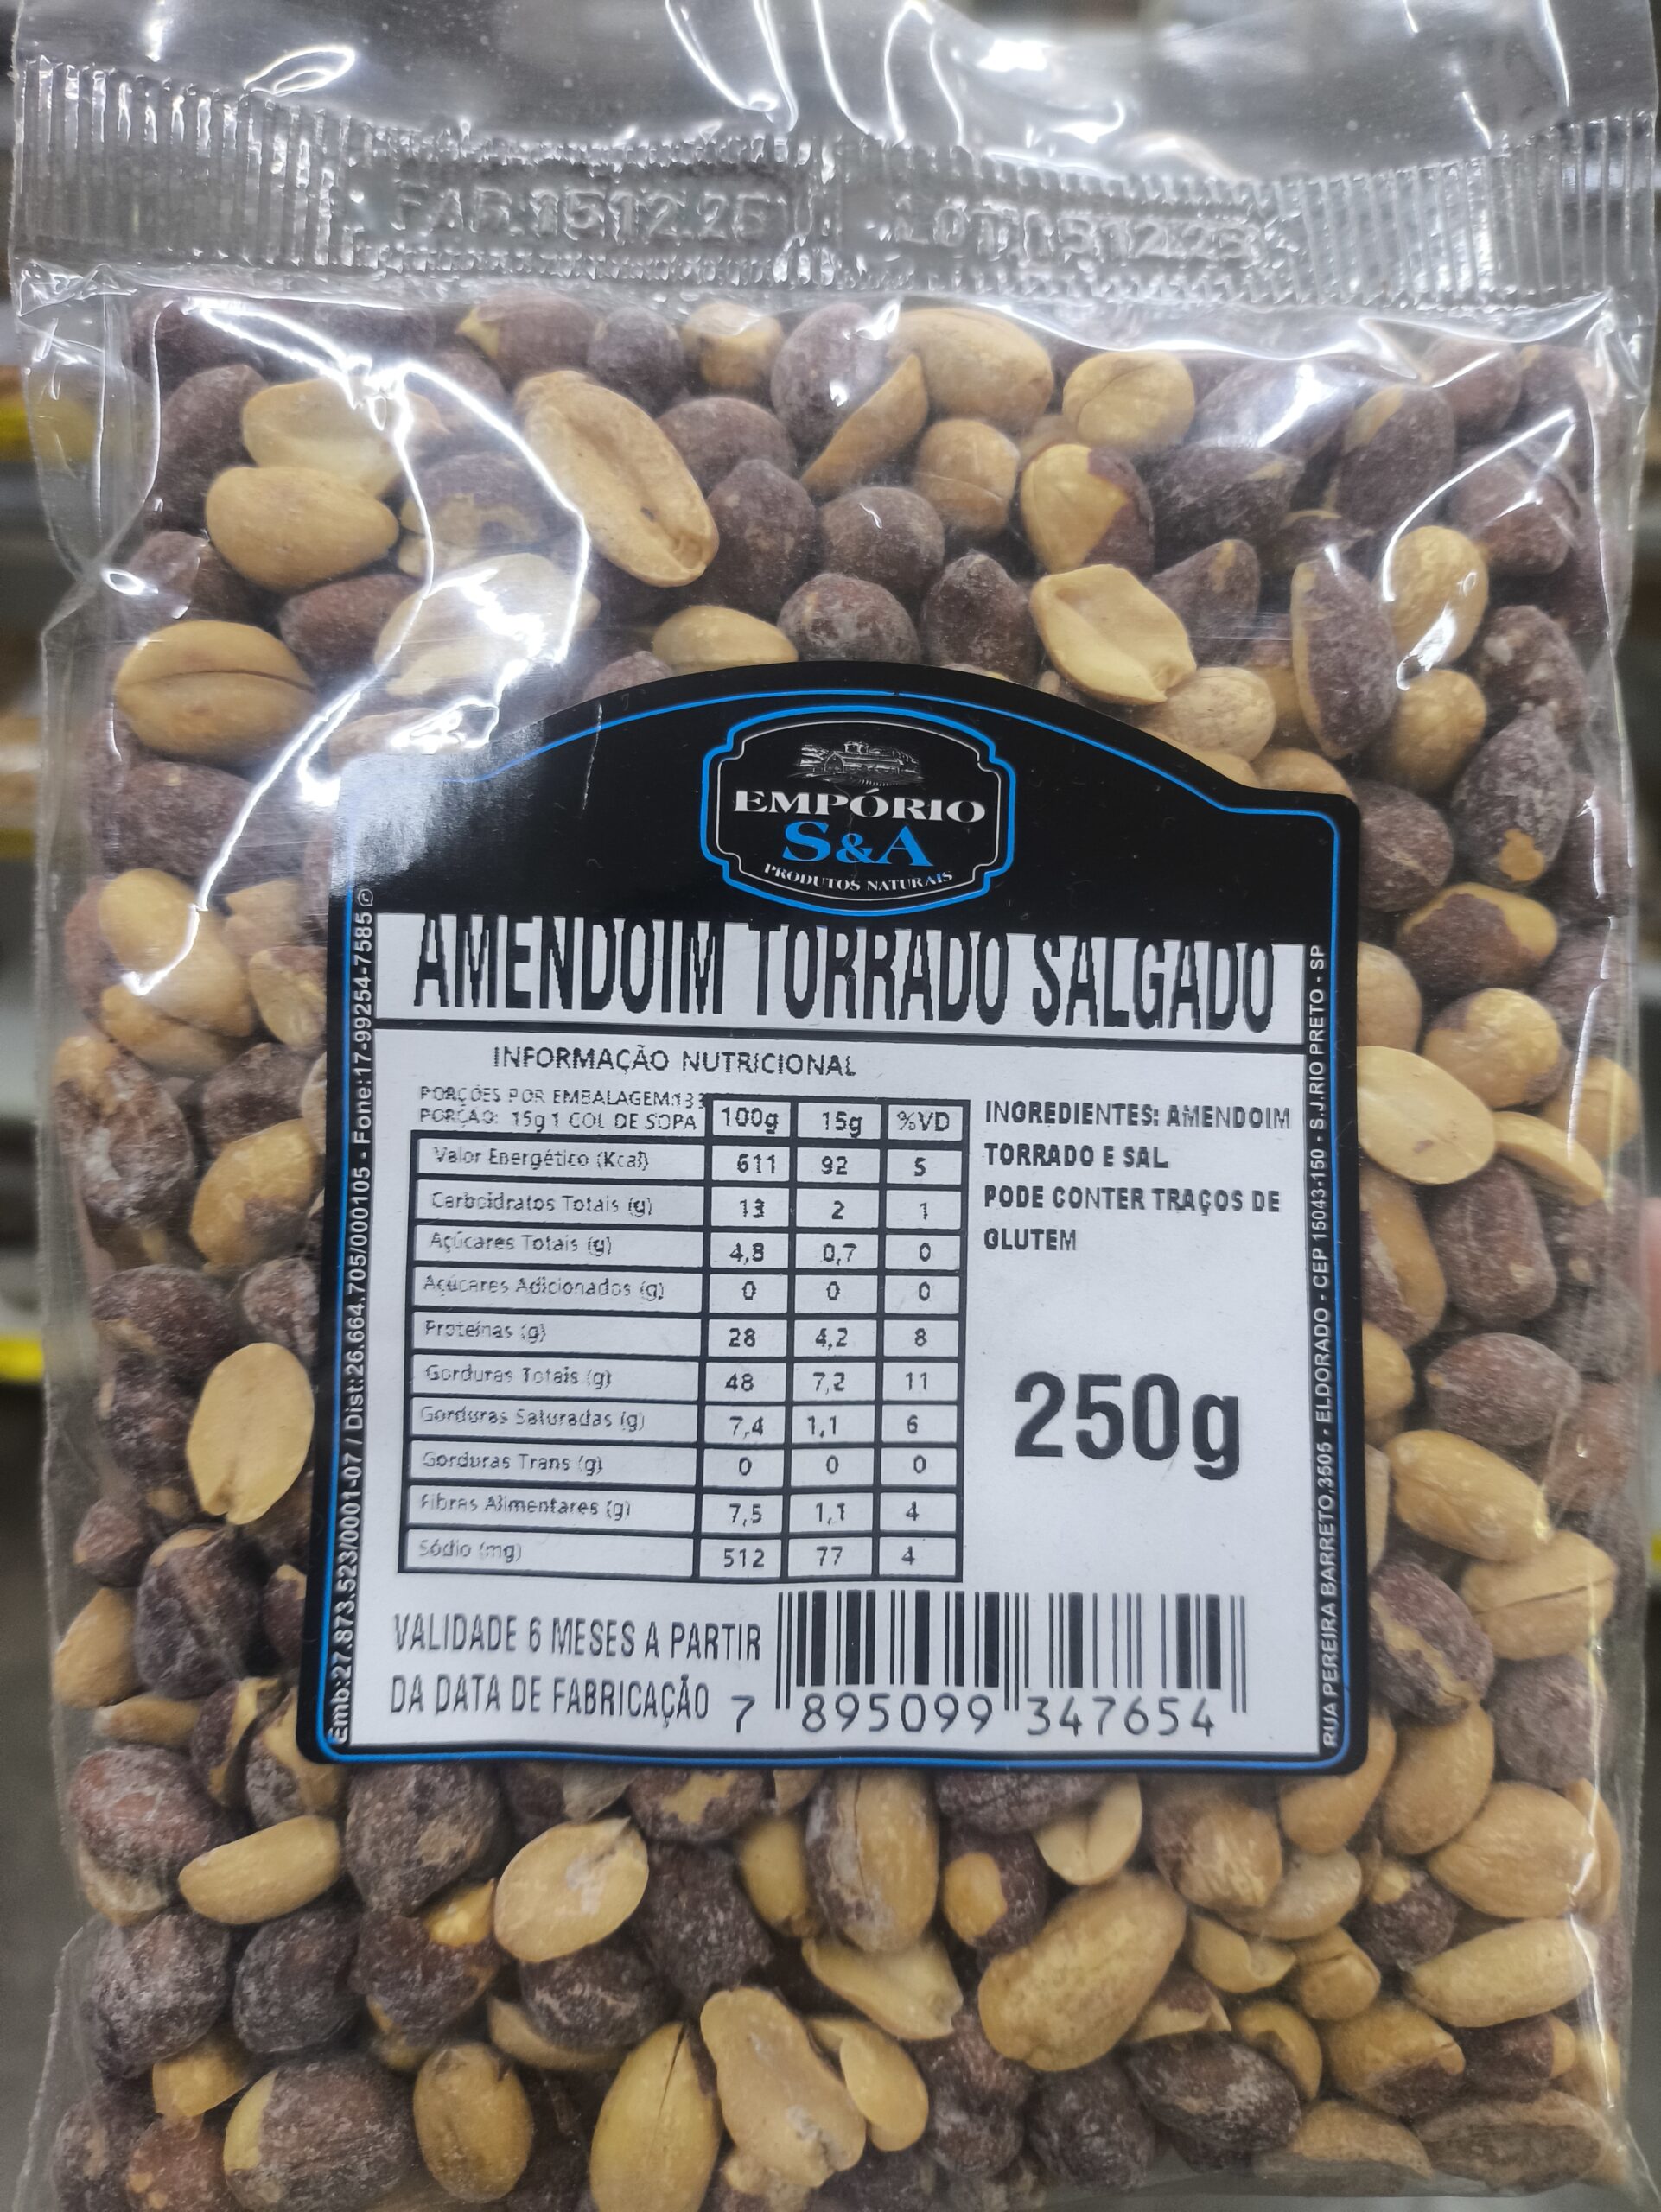 FAB:151225
LOT:151225
EMPÓRIO
S&A
PRODUTOS NATURAIS
AMENDOIM TORRADO SALGADO
INFORMAÇÃO NUTRICIONAL
PORÇÕES POR EMBALAGEM:133
PORÇÃO: 15g 1 COL DE SOPA
100g 15g %VD
Valor Energético (Kcal) 611 92 5
Carboidratos Totais (g) 13 2 1
Açúcares Totais (g) 4,8 0,7 0
Açúcares Adicionados (g) 0 0 0
Proteínas (g) 28 4,2 8
Gorduras Totais (g) 48 7,2 11
Gorduras Saturadas (g) 7,4 1,1 6
Gorduras Trans (g) 0 0 0
Fibras Alimentares (g) 7,5 1,1 4
Sódio (mg) 512 77 4
INGREDIENTES: AMENDOIM
TORRADO E SAL
PODE CONTER TRAÇOS DE
GLUTEM
250g
VALIDADE 6 MESES A PARTIR
DA DATA DE FABRICAÇÃO
7 895099 347654
Emb:27.873.523/0001-07 / Dist:26.664.705/000105 - Fone:17-99254-7585
RUA PEREIRA BARRETO,3505 - ELDORADO - CEP 15043-150 - S.J.RIO PRETO - SP